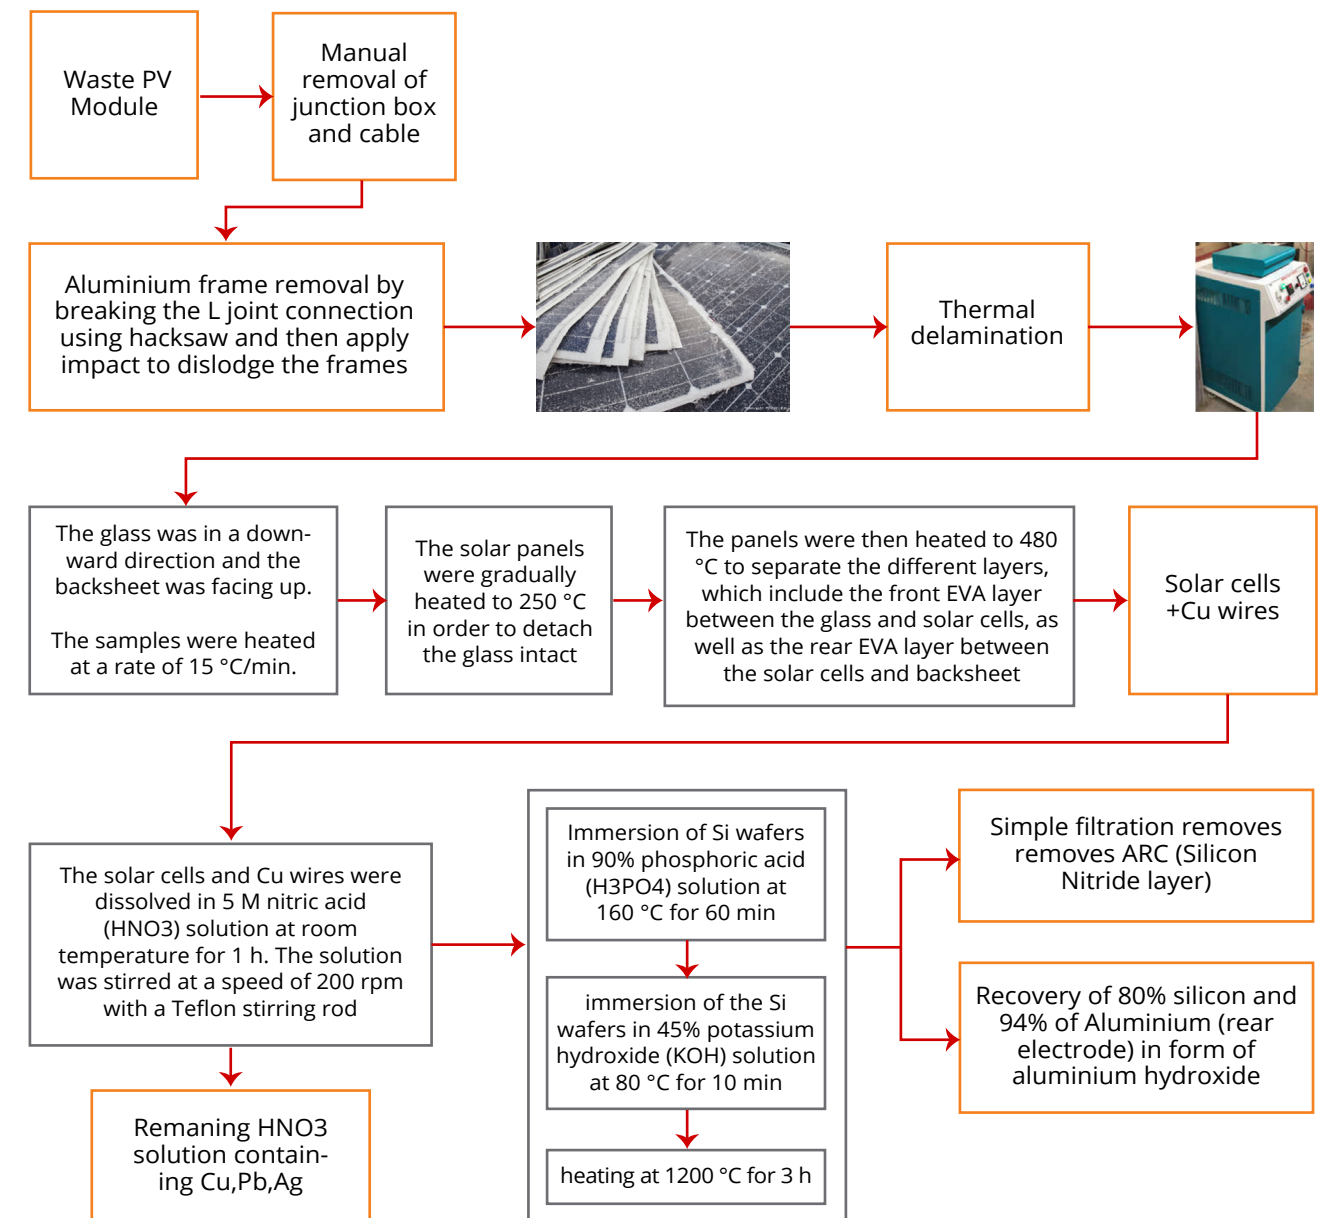 Waste PV
Module
Manual
removal of
junction box
and cable
Aluminium frame removal by
breaking the L joint connection
using hacksaw and then apply
impact to dislodge the frames
Thermal
delamination
The glass was in a down-
ward direction and the
backsheet was facing up.
The samples were heated
at a rate of 15 °C/min.
The solar panels
were gradually
heated to 250 °C
in order to detach
the glass intact
The panels were then heated to 480
°C to separate the different layers,
which include the front EVA layer
between the glass and solar cells, as
well as the rear EVA layer between
the solar cells and backsheet
Solar cells
+Cu wires
The solar cells and Cu wires were
dissolved in 5 M nitric acid
(HNO3) solution at room
temperature for 1 h. The solution
was stirred at a speed of 200 rpm
with a Teflon stirring rod
Remaning HNO3
solution contain-
ing Cu,Pb,Ag
Immersion of Si wafers
in 90% phosphoric acid
(H3PO4) solution at
160 °C for 60 min
immersion of the Si
wafers in 45% potassium
hydroxide (KOH) solution
at 80 °C for 10 min
heating at 1200 °C for 3 h
Simple filtration removes
removes ARC (Silicon
Nitride layer)
Recovery of 80% silicon and
94% of Aluminium (rear
electrode) in form of
aluminium hydroxide